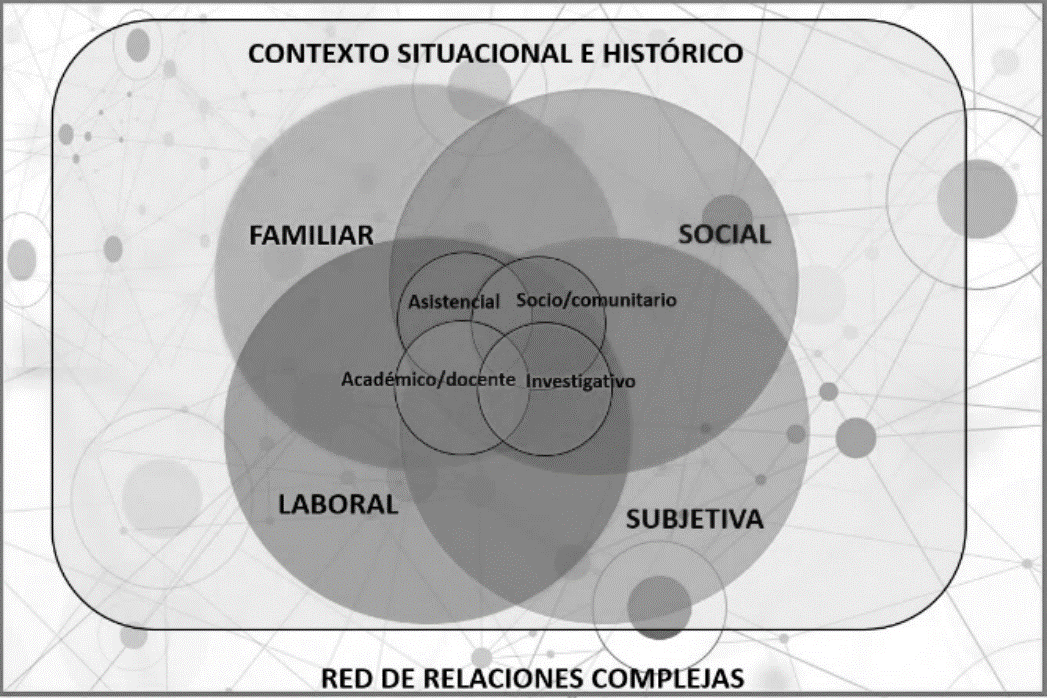 CONTEXTO SITUACIONAL E HISTÓRICO
FAMILIAR
SOCIAL
Asistencial
Socio/comunitario
Académico/docente
Investigativo
LABORAL
SUBJETIVA
RED DE RELACIONES COMPLEJAS